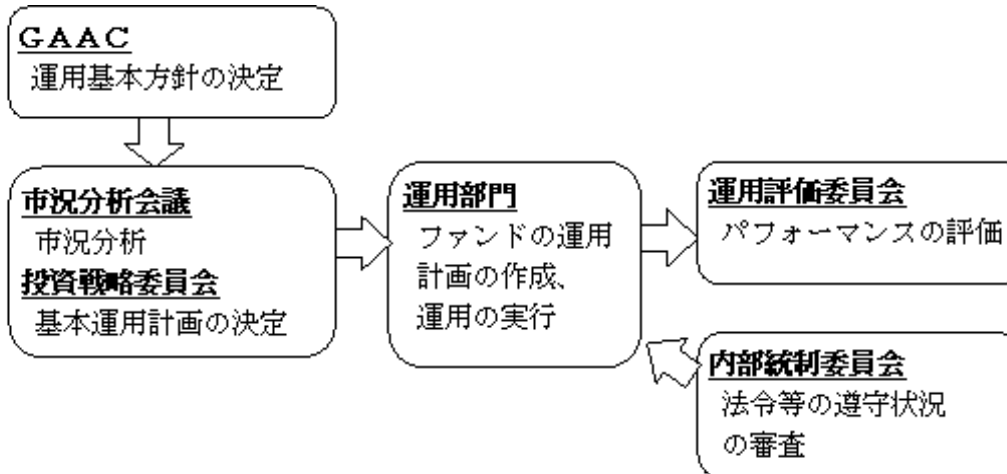 ＧＡＡＣ
運用基本方針の決定
市況分析会議
市況分析
投資戦略委員会
基本運用計画の決定
運用部門
ファンドの運用
計画の作成、
運用の実行
運用評価委員会
パフォーマンスの評価
内部統制委員会
法令等の遵守状況
の審査